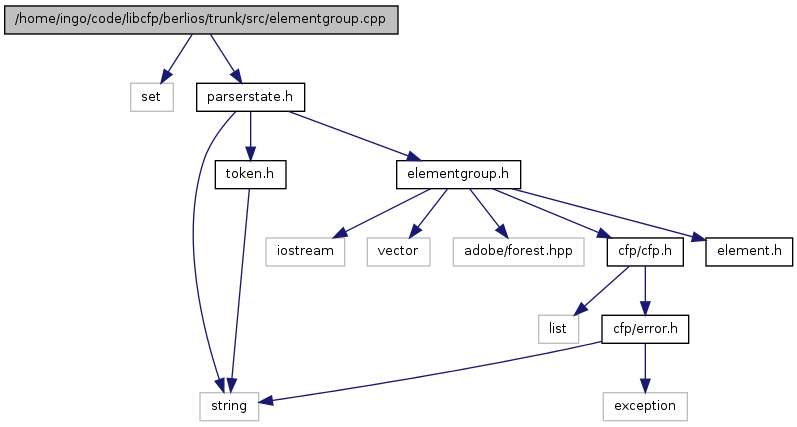 /home/ingo/code/libcfp/berlios/trunk/src/elementgroup.cpp
set
parserstate.h
token.h
elementgroup.h
iostream
vector
adobe/forest.hpp
cfp/cfp.h
element.h
list
cfp/error.h
string
exception